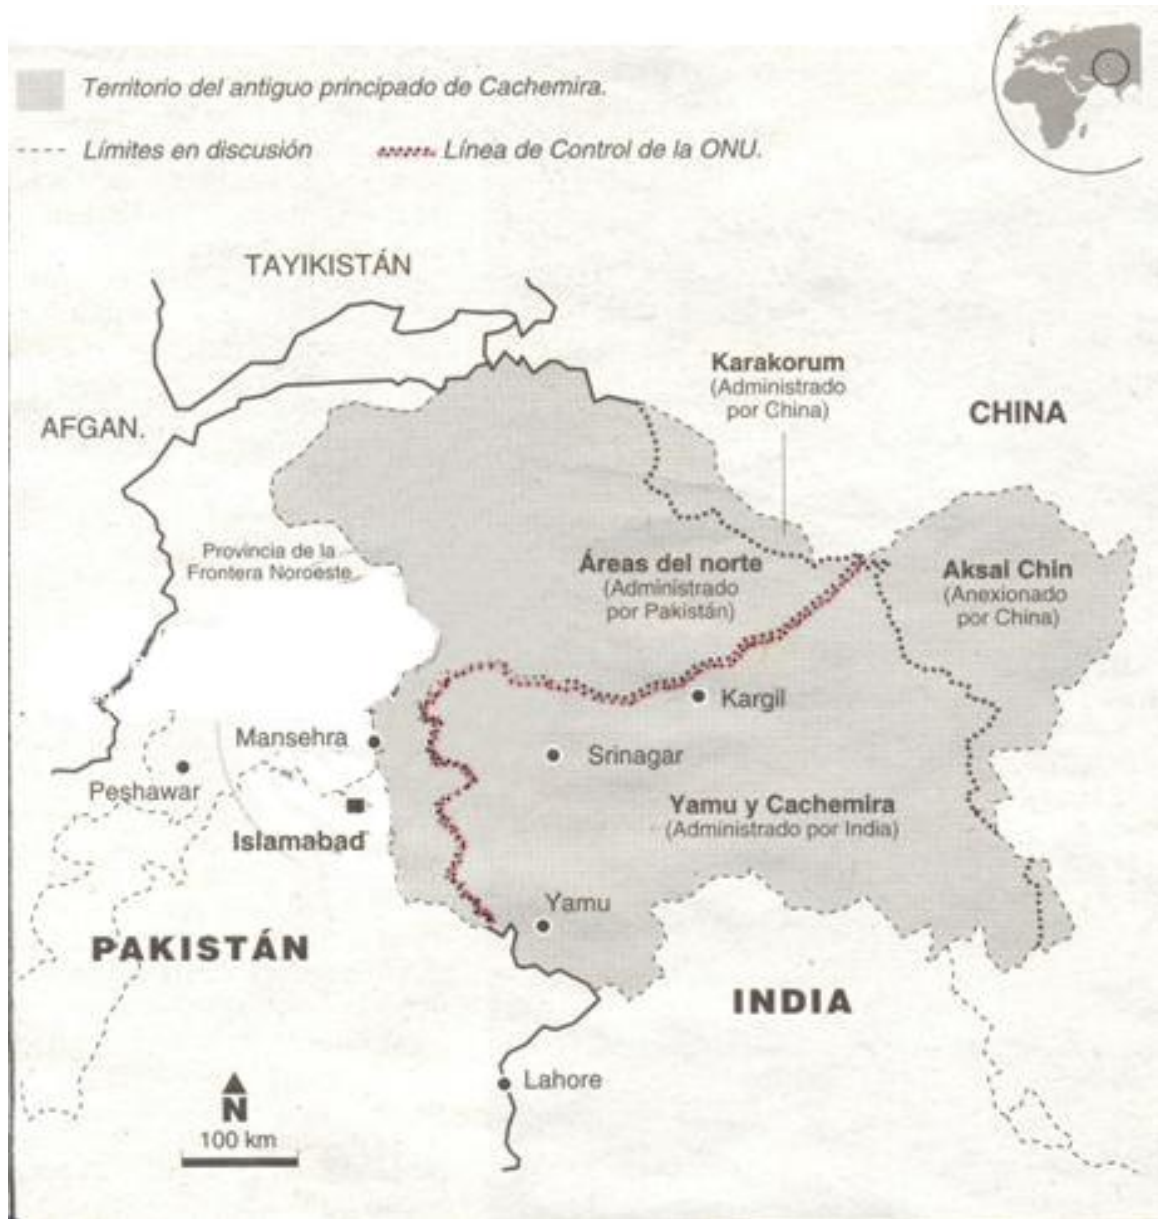 Territorio del antiguo principado de Cachemira.
Límites en discusión
Línea de Control de la ONU.
TAYIKISTÁN
Karakorum
(Administrado
por China)
CHINA
AFGAN.
Provincia de la
Frontera Noroeste
Áreas del norte
(Administrado
por Pakistán)
Aksai Chin
(Anexionado
por China)
Kargil
Mansehra
Srinagar
Peshawar
Yamu y Cachemira
(Administrado por India)
Islamabad
Yamu
PAKISTÁN
INDIA
Lahore
N
100 km